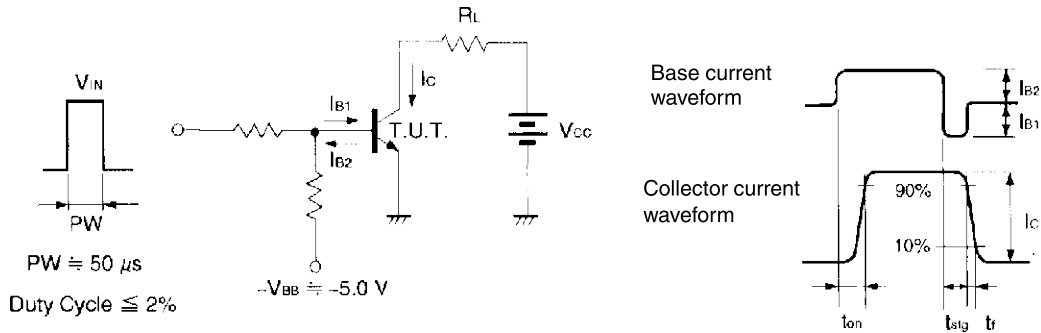 VIN
PW
PW ≒ 50 μs
Duty Cycle ≦ 2%
RL
IC
IB1
T.U.T.
IB2
VCC
–VBB ≒ –5.0 V
Base current
waveform
IB2
IB1
Collector current
waveform
90%
10%
IC
ton
tstg
tf